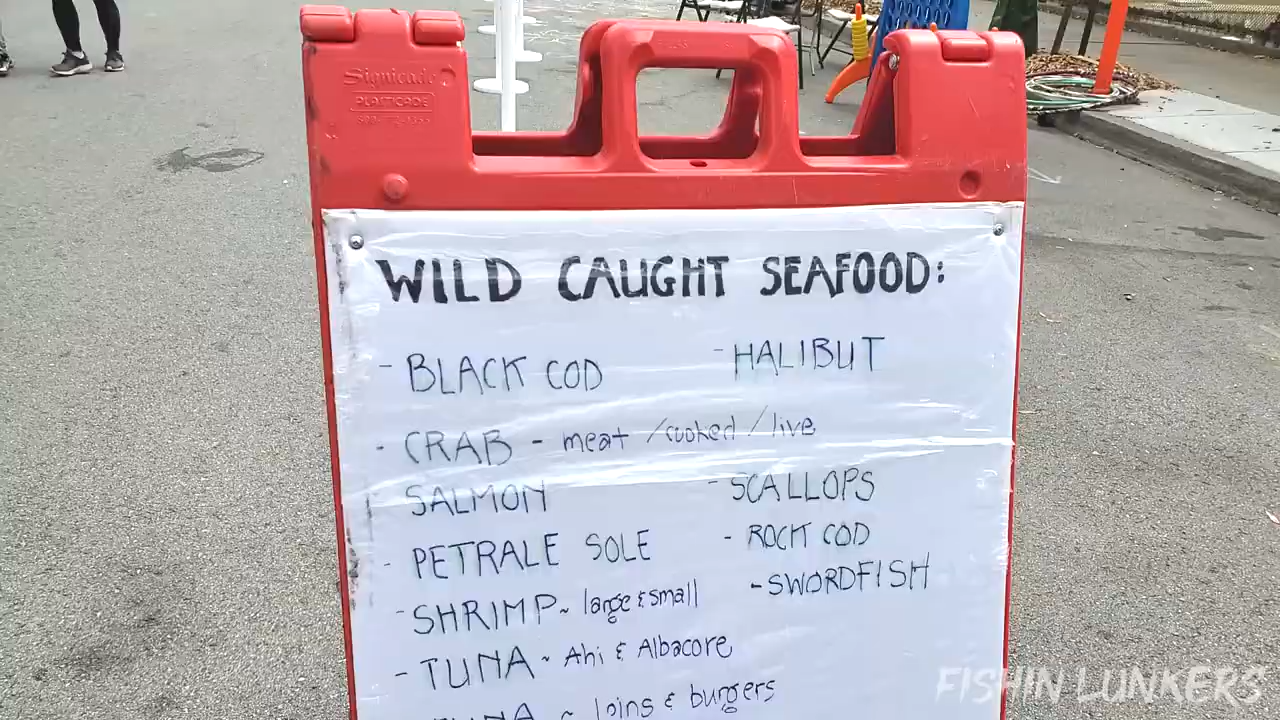 Signicade
PLASTICADE
WILD CAUGHT SEAFOOD:
- BLACK COD - HALIBUT
- CRAB - meat /cooked / live
SALMON - SCALLOPS
- PETRALE SOLE - ROCK COD
- SHRIMP ~ large & small - SWORDFISH
- TUNA ~ Ahi & Albacore
TUNA ~ loins & burgers
FISHIN LUNKERS